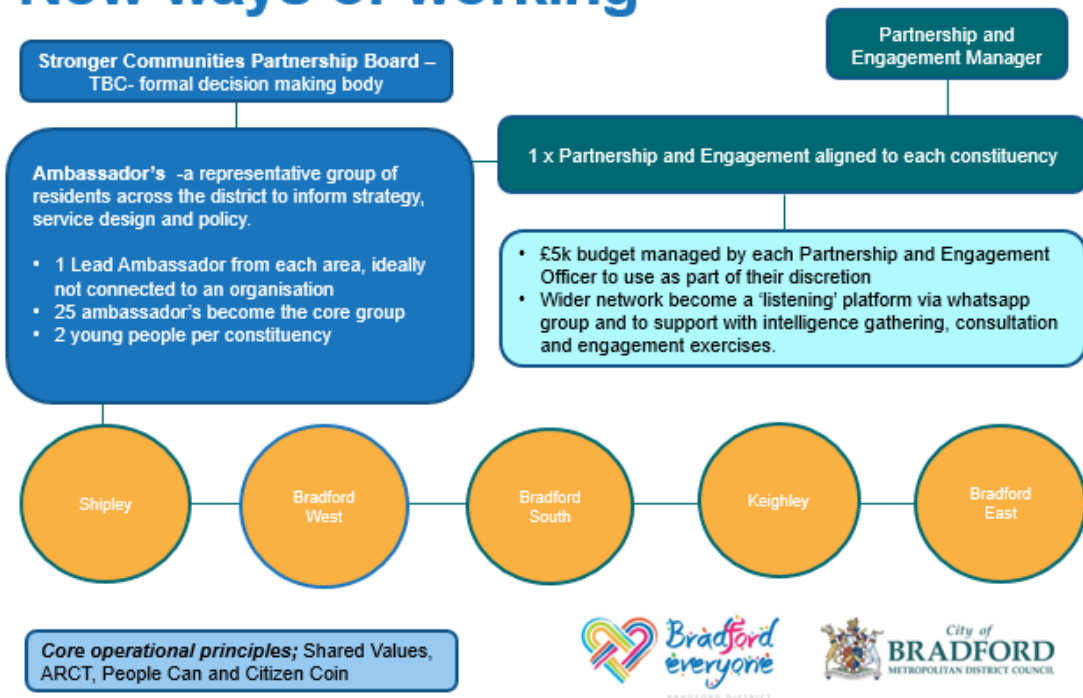 New ways of working
Stronger Communities Partnership Board –
TBC- formal decision making body
Partnership and
Engagement Manager
Ambassador's -a representative group of
residents across the district to inform strategy,
service design and policy.
• 1 Lead Ambassador from each area, ideally
not connected to an organisation
• 25 ambassador's become the core group
• 2 young people per constituency
1 x Partnership and Engagement aligned to each constituency
• £5k budget managed by each Partnership and Engagement
Officer to use as part of their discretion
• Wider network become a 'listening' platform via whatsapp
group and to support with intelligence gathering, consultation
and engagement exercises.
Shipley
Bradford
West
Bradford
South
Keighley
Bradford
East
Core operational principles; Shared Values,
ARCT, People Can and Citizen Coin
Bradford
everyone
BRADFORD DISTRICT
City of
BRADFORD
METROPOLITAN DISTRICT COUNCIL